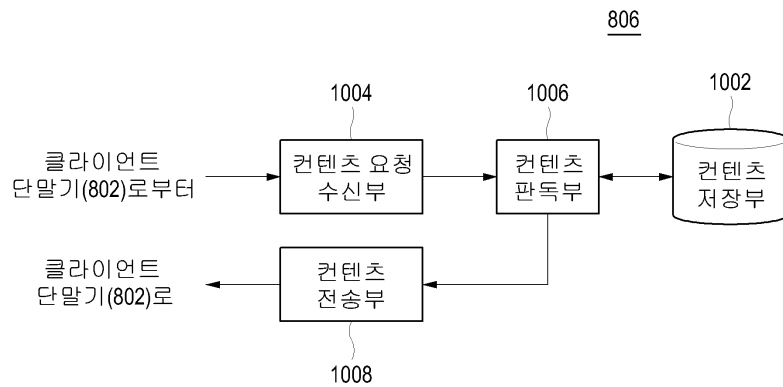 806
1004
1006
1002
클라이언트
단말기(802)로부터
컨텐츠 요청
수신부
컨텐츠
판독부
컨텐츠
저장부
클라이언트
단말기(802)로
컨텐츠
전송부
1008